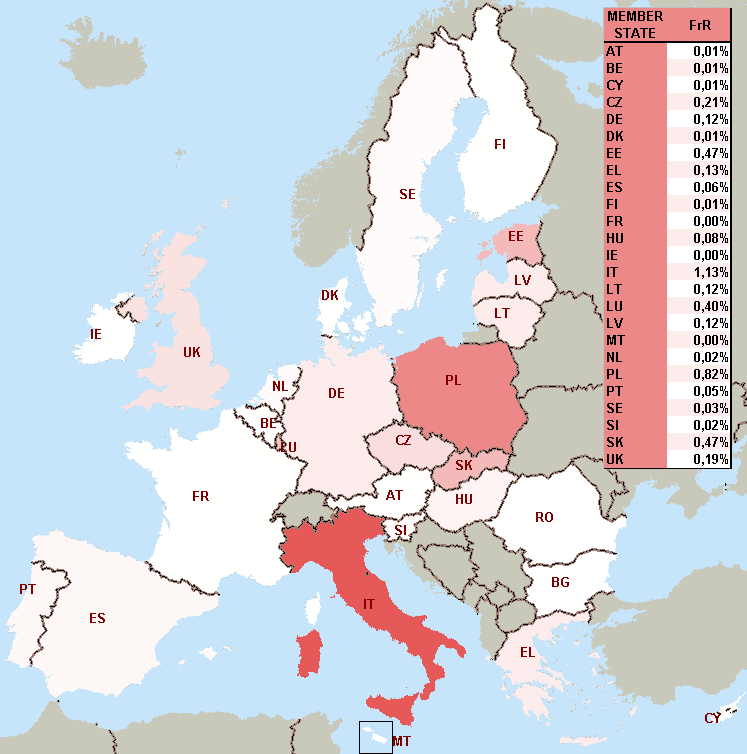 MEMBER STATE FrR
AT 0,01%
BE 0,01%
CY 0,01%
CZ 0,21%
DE 0,12%
DK 0,01%
EE 0,47%
EL 0,13%
ES 0,06%
FI 0,01%
FR 0,00%
HU 0,08%
IE 0,00%
IT 1,13%
LT 0,12%
LU 0,40%
LV 0,12%
MT 0,00%
NL 0,02%
PL 0,82%
PT 0,05%
SE 0,03%
SI 0,02%
SK 0,47%
UK 0,19%
FI
SE
EE
LV
DK
LT
IE
UK
PL
NL
DE
BE
CZ
LU
SK
FR
AT
HU
RO
SI
BG
PT
IT
ES
EL
CY
MT